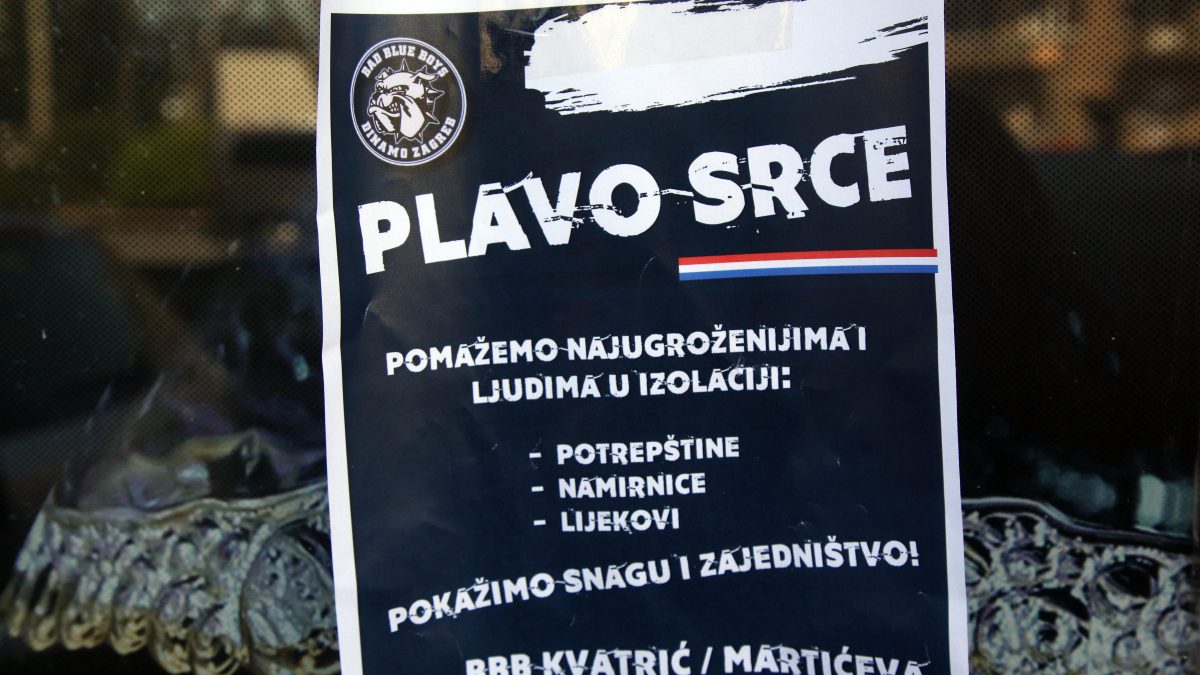 BAD BLUE BOYS
DINAMO ZAGREB
PLAVO SRCE
POMAŽEMO NAJUGROŽENIJIMA I
LJUDIMA U IZOLACIJI:
- POTREPŠTINE
- NAMIRNICE
- LIJEKOVI
POKAŽIMO SNAGU I ZAJEDNIŠTVO!
BBB KVATRIĆ / MARTIĆEVA